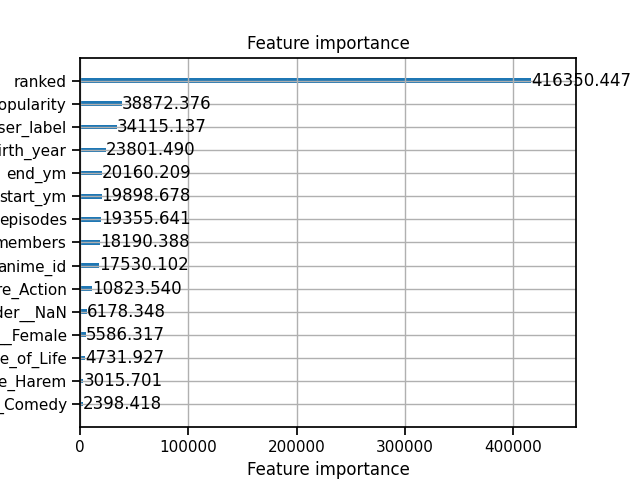 Feature importance
ranked 416350.447
opularity 38872.376
ser_label 34115.137
irth_year 23801.490
end_ym 20160.209
start_ym 19898.678
episodes 19355.641
members 18190.388
anime_id 17530.102
re_Action 10823.540
der__NaN 6178.348
__Female 5586.317
e_of_Life 4731.927
e_Harem 3015.701
_Comedy 2398.418
0 100000 200000 300000 400000
Feature importance